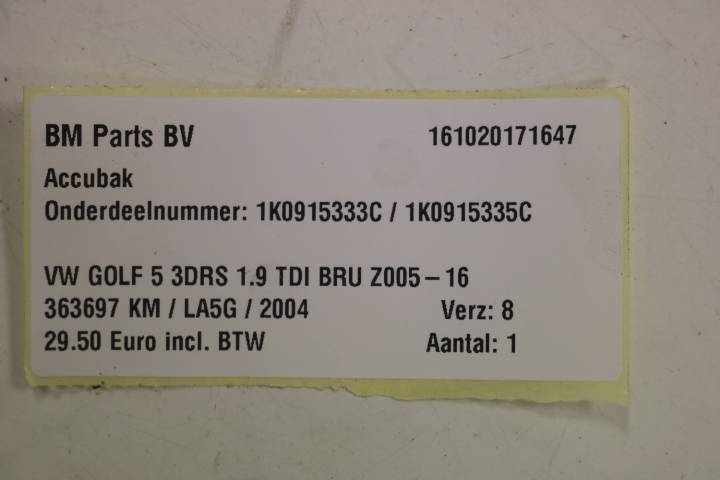 BM Parts BV 161020171647
Accubak
Onderdeelnummer: 1K0915333C / 1K0915335C
VW GOLF 5 3DRS 1.9 TDI BRU Z005 – 16
363697 KM / LA5G / 2004 Verz: 8
29.50 Euro incl. BTW Aantal: 1